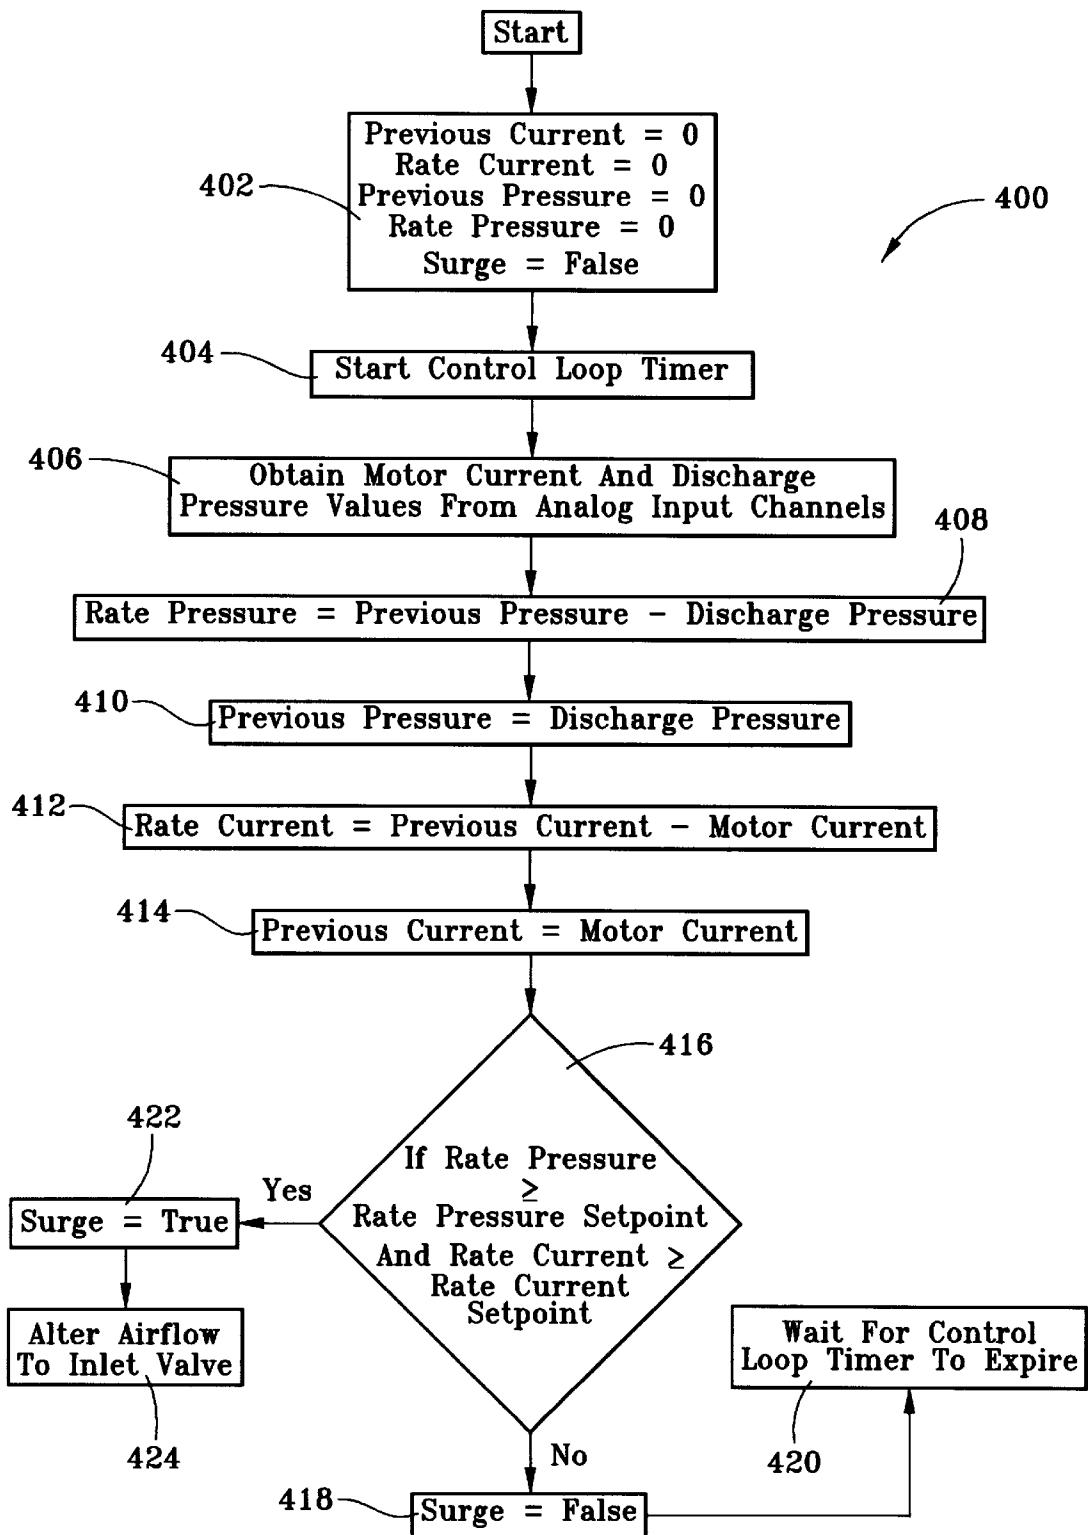 Start
Previous Current = 0
Rate Current = 0
Previous Pressure = 0
Rate Pressure = 0
Surge = False
402
400
404
Start Control Loop Timer
406
Obtain Motor Current And Discharge
Pressure Values From Analog Input Channels
408
Rate Pressure = Previous Pressure - Discharge Pressure
410
Previous Pressure = Discharge Pressure
412
Rate Current = Previous Current - Motor Current
414
Previous Current = Motor Current
416
If Rate Pressure
≥
Rate Pressure Setpoint
And Rate Current ≥
Rate Current
Setpoint
Yes
422
Surge = True
Alter Airflow
To Inlet Valve
424
No
418
Surge = False
Wait For Control
Loop Timer To Expire
420